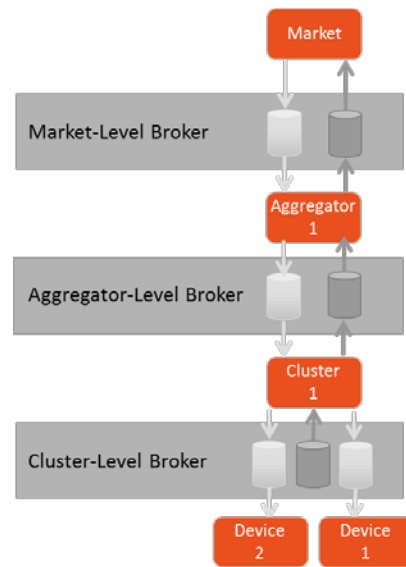 Market
Market-Level Broker
Aggregator
1
Aggregator-Level Broker
Cluster
1
Cluster-Level Broker
Device
2
Device
1